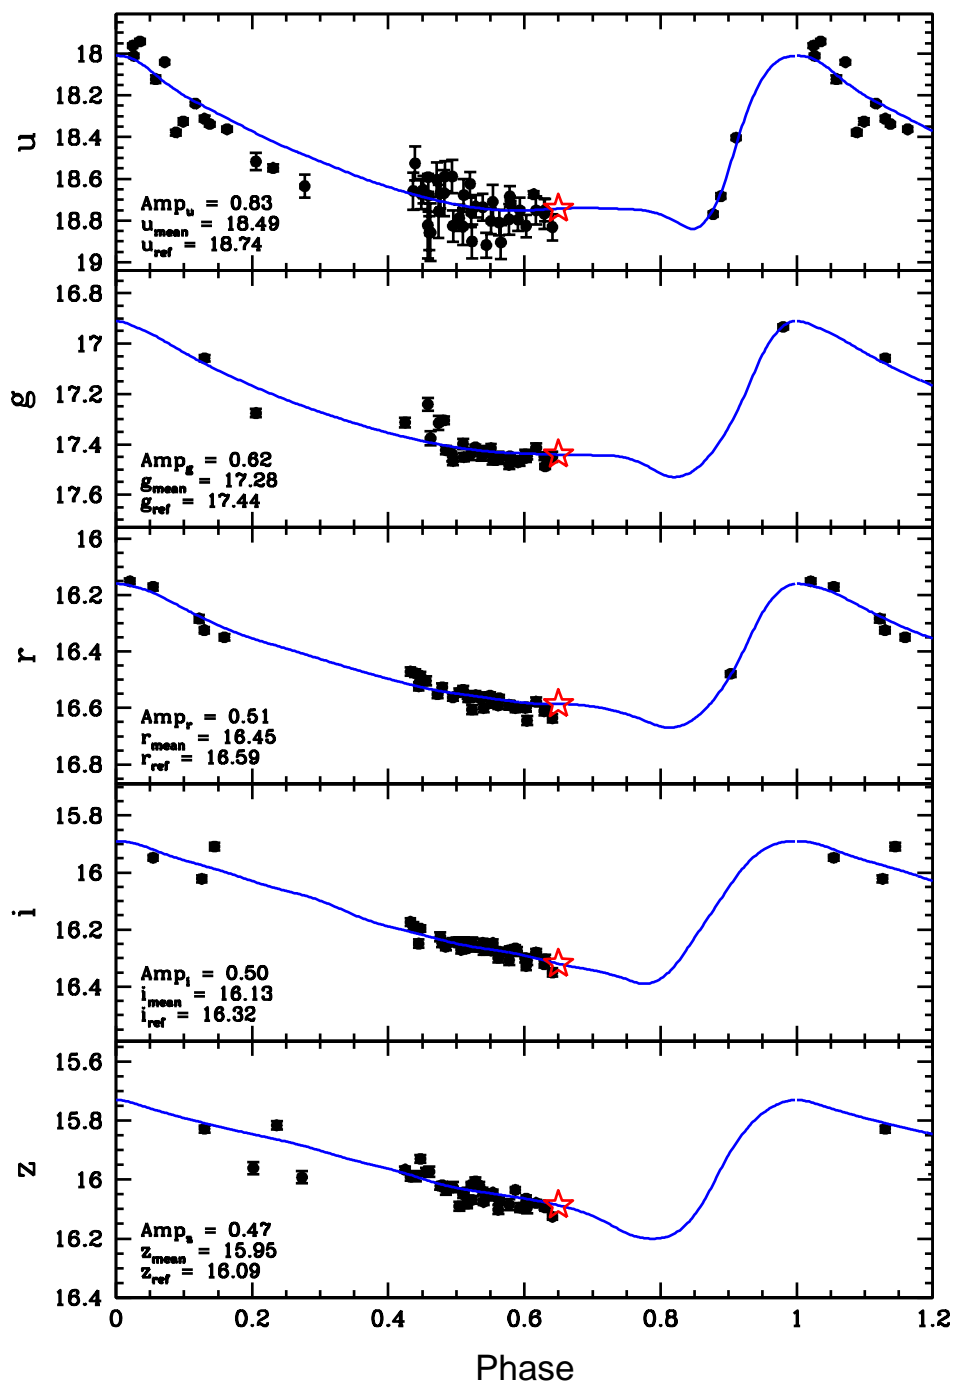 u
18
18.2
18.4
18.6
18.8
19
Amp_u = 0.83
u_mean = 18.49
u_ref = 18.74
g
16.8
17
17.2
17.4
17.6
Amp_g = 0.62
g_mean = 17.28
g_ref = 17.44
r
16
16.2
16.4
16.6
16.8
Amp_r = 0.51
r_mean = 16.45
r_ref = 16.59
i
15.8
16
16.2
16.4
Amp_i = 0.50
i_mean = 16.13
i_ref = 16.32
z
15.6
15.8
16
16.2
16.4
Amp_z = 0.47
z_mean = 15.95
z_ref = 16.09
0 0.2 0.4 0.6 0.8 1 1.2
Phase